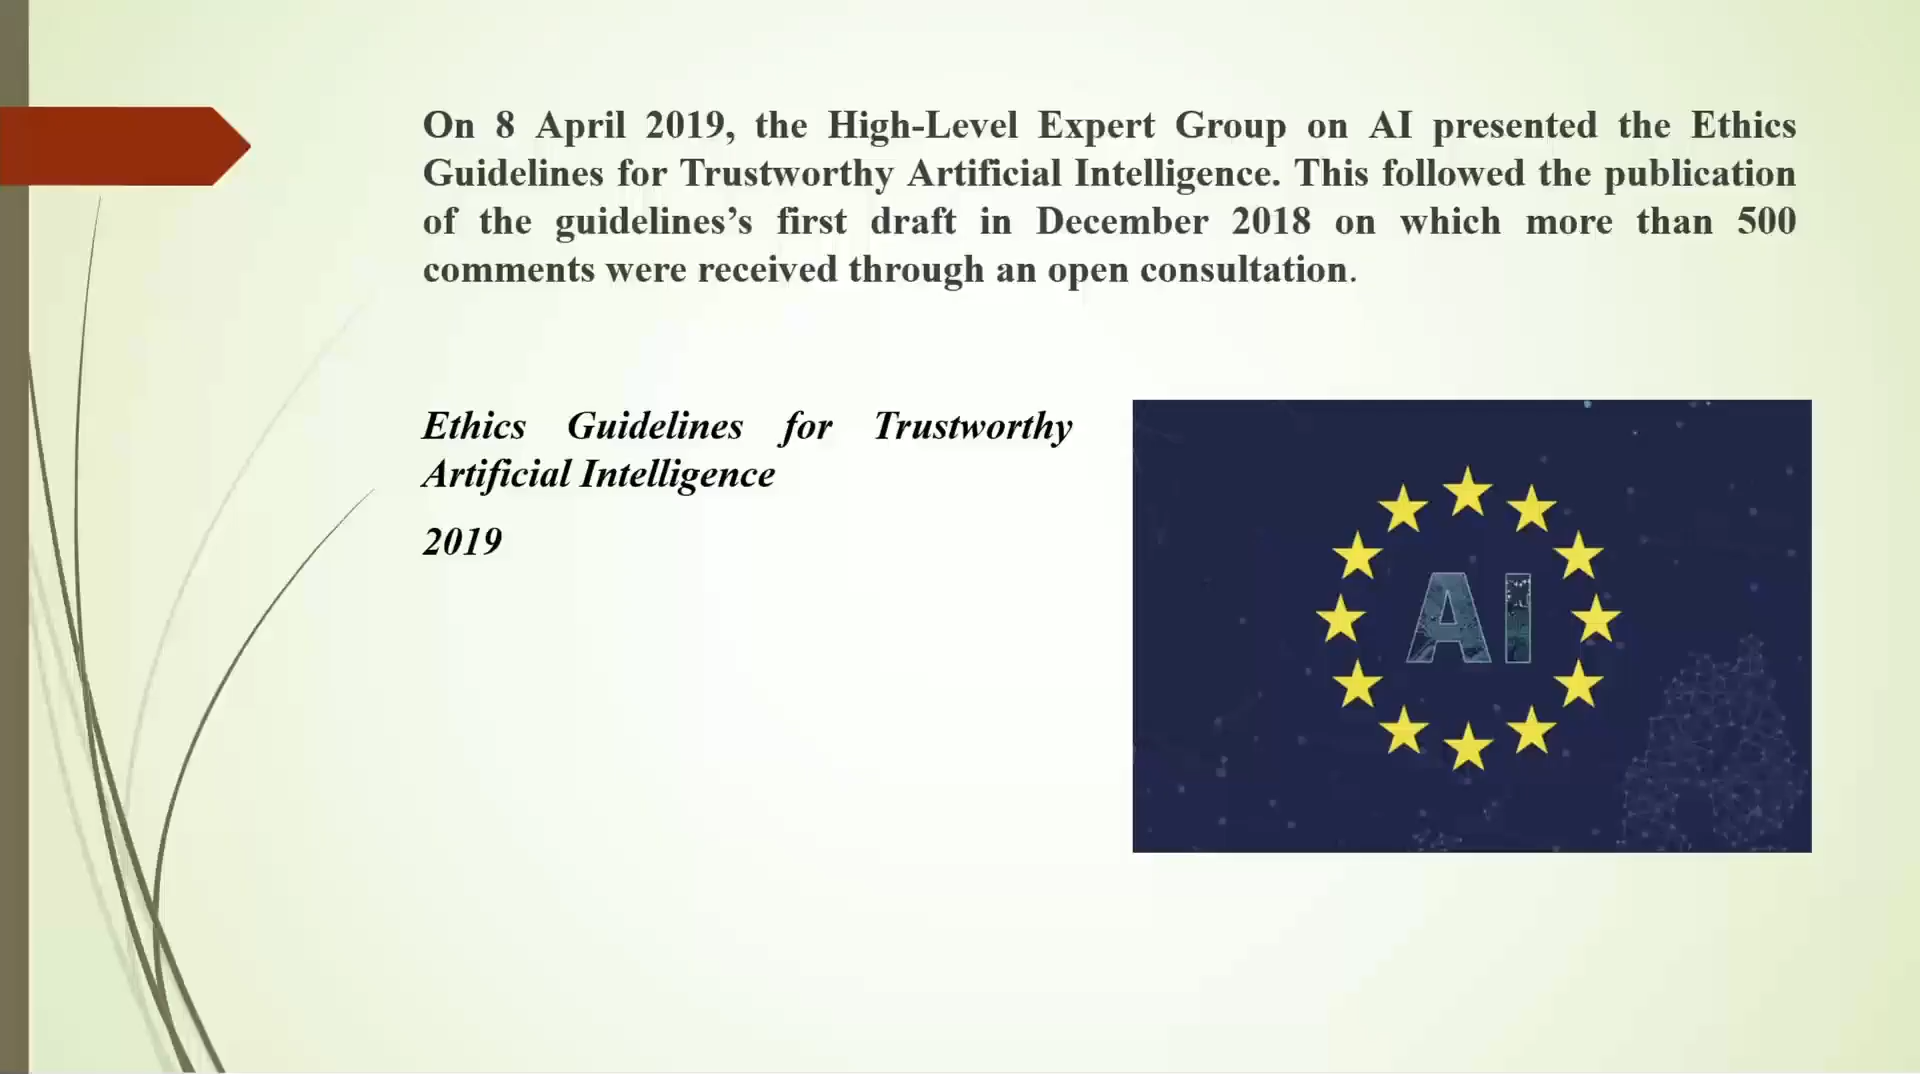 On 8 April 2019, the High-Level Expert Group on AI presented the Ethics
Guidelines for Trustworthy Artificial Intelligence. This followed the publication
of the guidelines’s first draft in December 2018 on which more than 500
comments were received through an open consultation.
Ethics Guidelines for Trustworthy
Artificial Intelligence
2019
AI